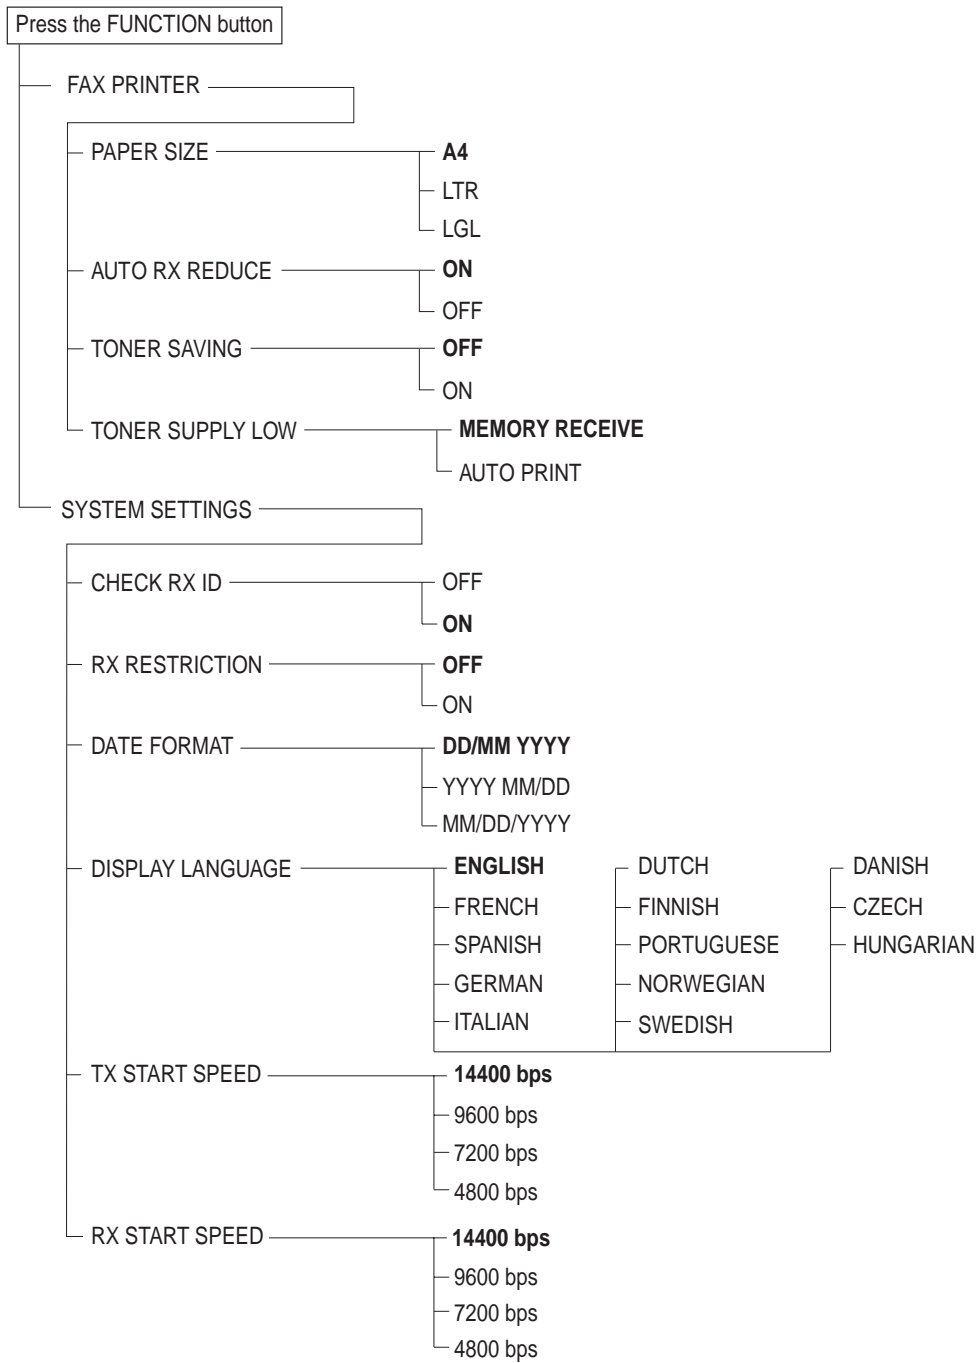 Press the FUNCTION button
FAX PRINTER
PAPER SIZE
A4
LTR
LGL
AUTO RX REDUCE
ON
OFF
TONER SAVING
OFF
ON
TONER SUPPLY LOW
MEMORY RECEIVE
AUTO PRINT
SYSTEM SETTINGS
CHECK RX ID
OFF
ON
RX RESTRICTION
OFF
ON
DATE FORMAT
DD/MM YYYY
YYYY MM/DD
MM/DD/YYYY
DISPLAY LANGUAGE
ENGLISH
FRENCH
SPANISH
GERMAN
ITALIAN
DUTCH
FINNISH
PORTUGUESE
NORWEGIAN
SWEDISH
DANISH
CZECH
HUNGARIAN
TX START SPEED
14400 bps
9600 bps
7200 bps
4800 bps
RX START SPEED
14400 bps
9600 bps
7200 bps
4800 bps